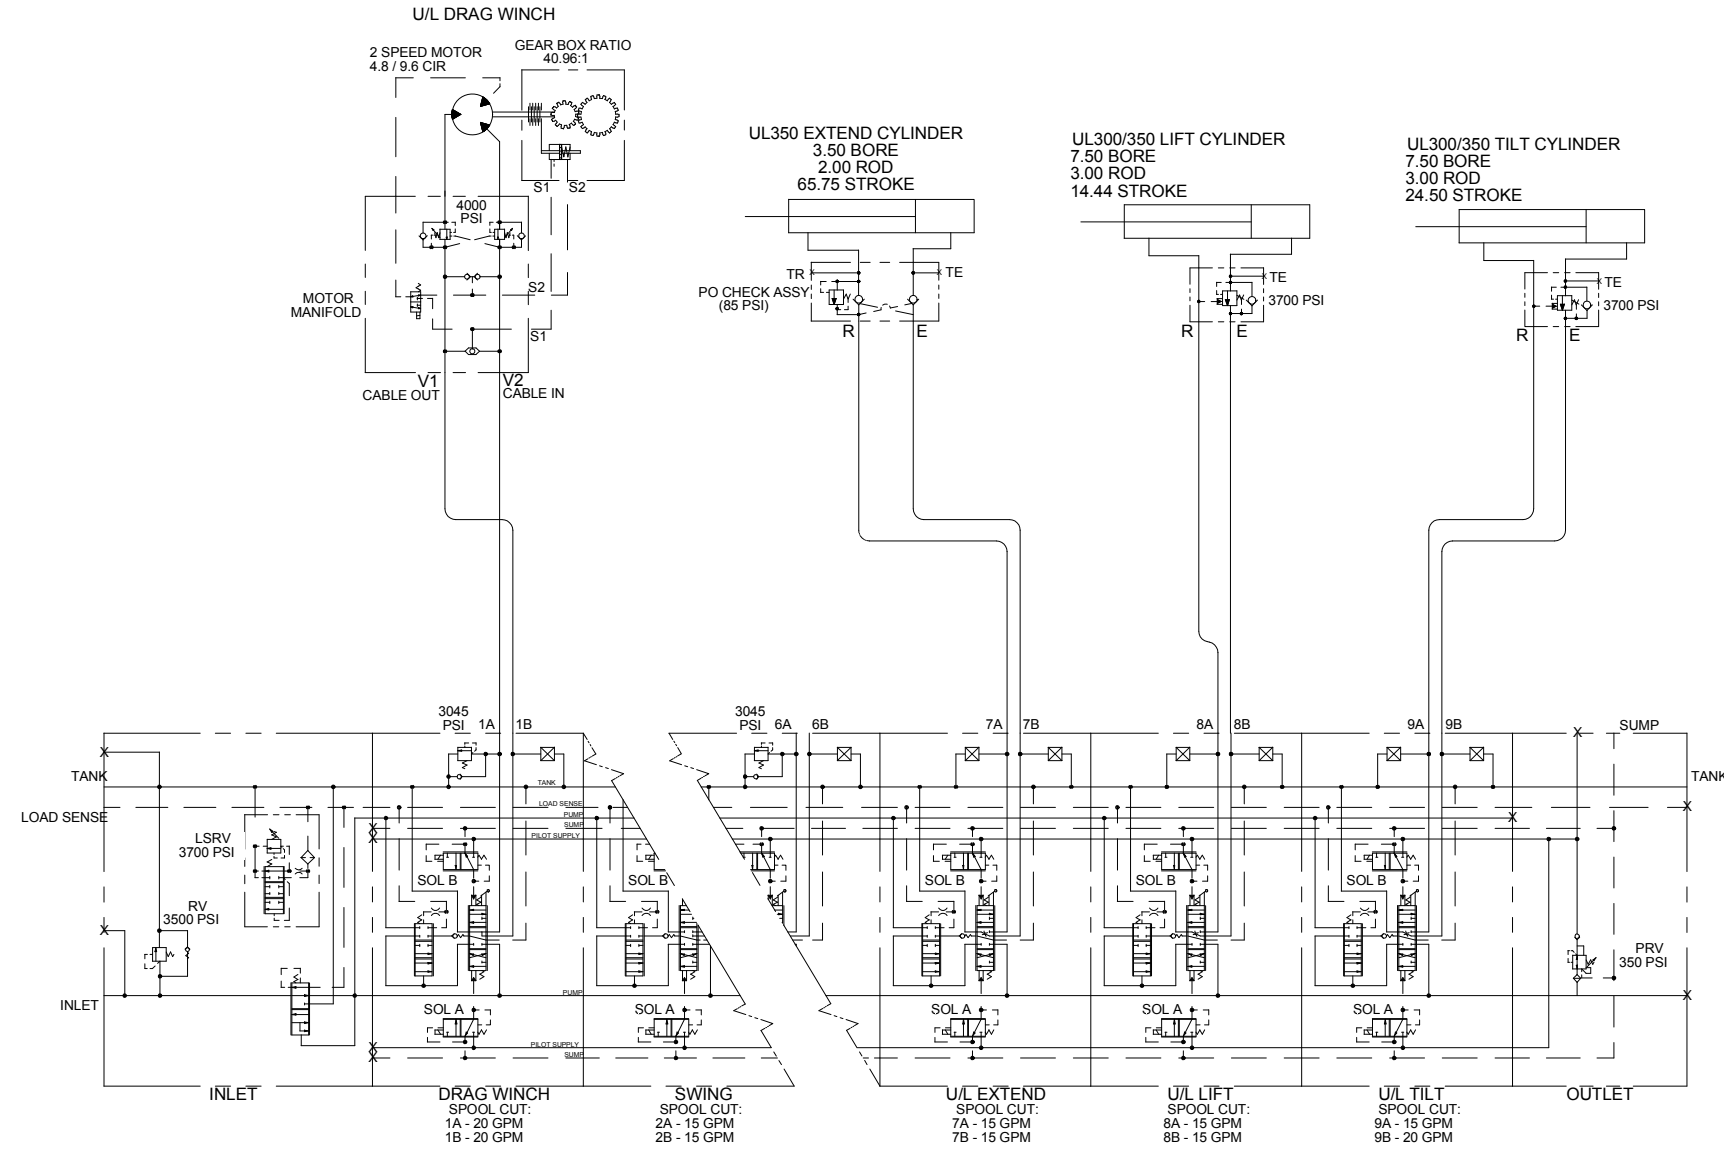 U/L DRAG WINCH
2 SPEED MOTOR
4.8 / 9.6 CIR
GEAR BOX RATIO
40.96:1
S1 S2
4000
PSI
S2
MOTOR
MANIFOLD
S1
V1
CABLE OUT
V2
CABLE IN
UL350 EXTEND CYLINDER
3.50 BORE
2.00 ROD
65.75 STROKE
TR
TE
PO CHECK ASSY
(85 PSI)
R
E
UL300/350 LIFT CYLINDER
7.50 BORE
3.00 ROD
14.44 STROKE
TE
3700 PSI
R
E
UL300/350 TILT CYLINDER
7.50 BORE
3.00 ROD
24.50 STROKE
TE
3700 PSI
R
E
3045
PSI
1A
1B
3045
PSI
6A
6B
7A
7B
8A
8B
9A
9B
SUMP
TANK
TANK
TANK
LOAD SENSE
LOAD SENSE
PUMP
SUMP
PILOT SUPPLY
LSRV
3700 PSI
SOL B
SOL B
SOL B
SOL B
SOL B
RV
3500 PSI
PRV
350 PSI
INLET
PUMP
SOL A
SOL A
SOL A
SOL A
SOL A
PILOT SUPPLY
SUMP
INLET
DRAG WINCH
SPOOL CUT:
1A - 20 GPM
1B - 20 GPM
SWING
SPOOL CUT:
2A - 15 GPM
2B - 15 GPM
U/L EXTEND
SPOOL CUT:
7A - 15 GPM
7B - 15 GPM
U/L LIFT
SPOOL CUT:
8A - 15 GPM
8B - 15 GPM
U/L TILT
SPOOL CUT:
9A - 15 GPM
9B - 20 GPM
OUTLET